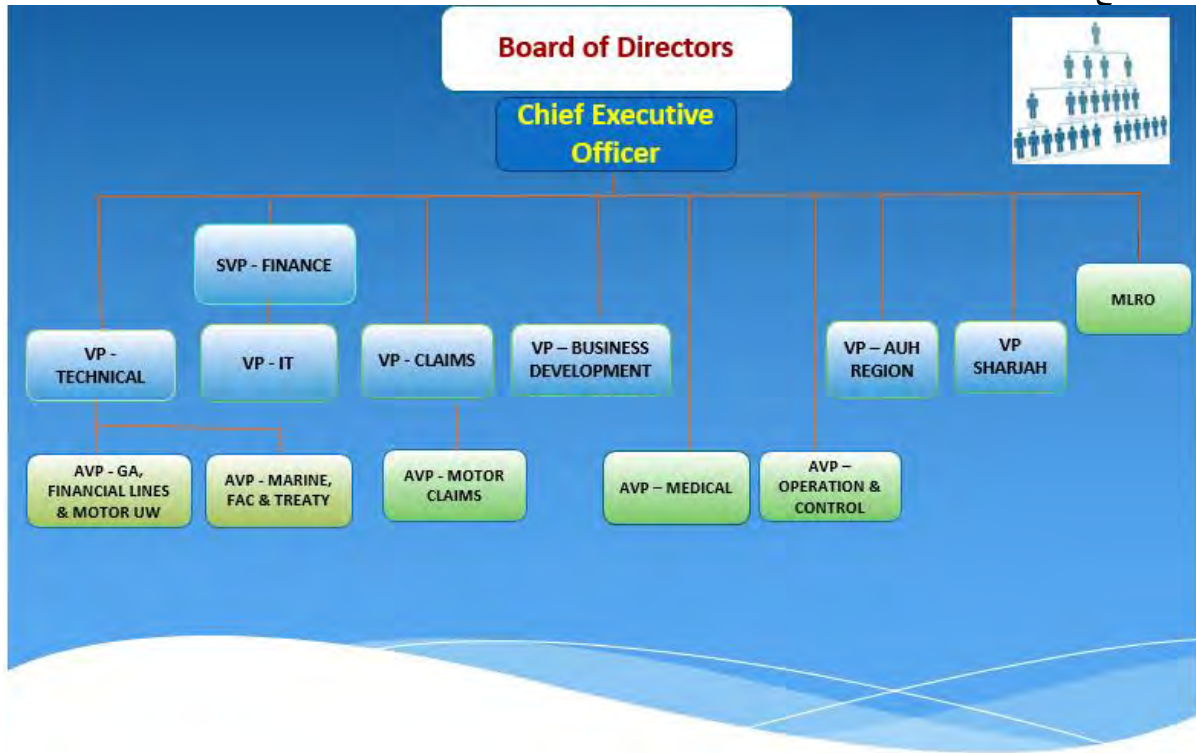 Board of Directors
Chief Executive
Officer
SVP - FINANCE
MLRO
VP -
TECHNICAL
VP - IT
VP - CLAIMS
VP – BUSINESS
DEVELOPMENT
VP – AUH
REGION
VP
SHARJAH
AVP - GA,
FINANCIAL LINES
& MOTOR UW
AVP - MARINE,
FAC & TREATY
AVP - MOTOR
CLAIMS
AVP – MEDICAL
AVP –
OPERATION &
CONTROL